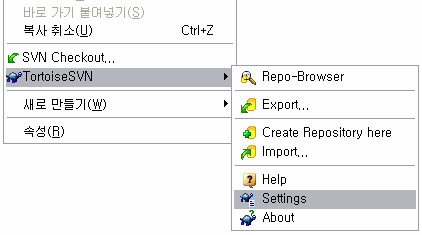 바로 가기 붙여넣기(S)
복사 취소(U) Ctrl+Z
SVN Checkout...
TortoiseSVN
새로 만들기(W)
속성(R)
Repo-Browser
Export...
Create Repository here
Import...
Help
Settings
About